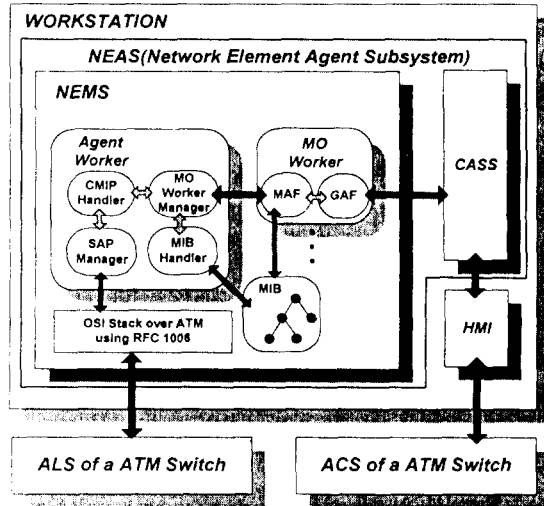 WORKSTATION
NEAS(Network Element Agent Subsystem)
NEMS
Agent
Worker
CMIP
Handler
MO
Worker
Manager
SAP
Manager
MIB
Handler
MO
Worker
MAF
GAF
CASS
MIB
OSI Stack over ATM
using RFC 1006
HMI
ALS of a ATM Switch
ACS of a ATM Switch